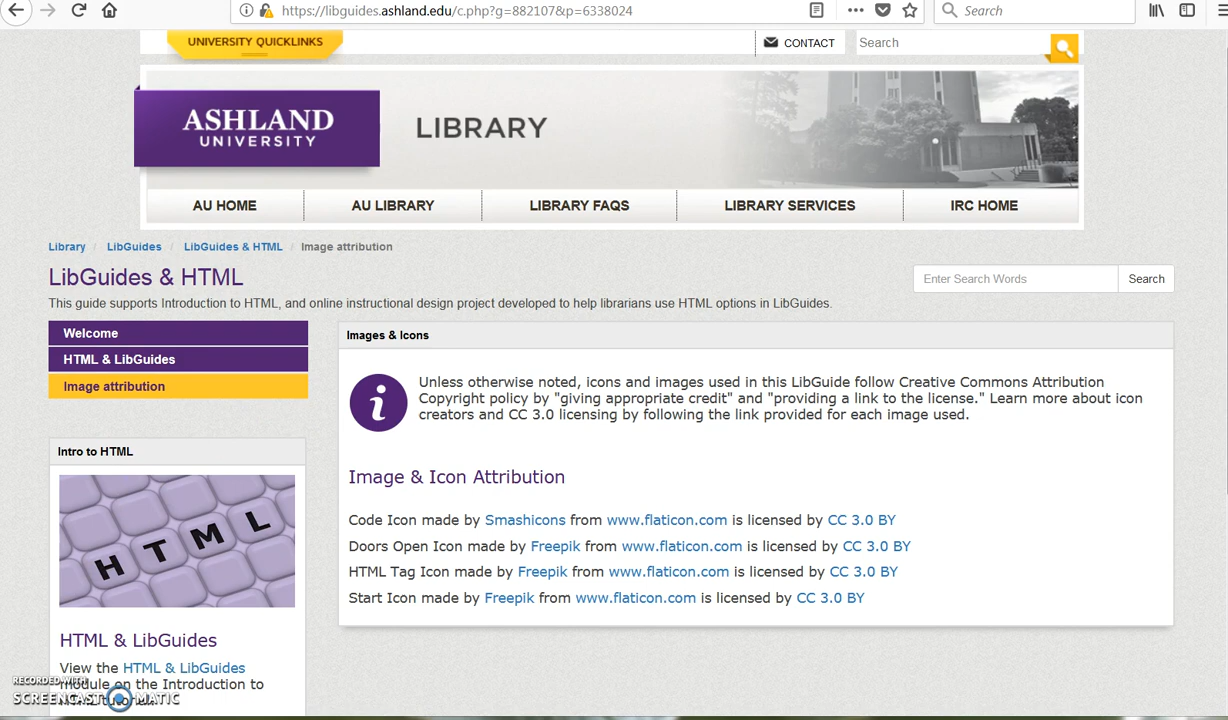 https://libguides.ashland.edu/c.php?g=882107&p=6338024
Search
UNIVERSITY QUICKLINKS
CONTACT
Search
ASHLAND
UNIVERSITY
LIBRARY
AU HOME
AU LIBRARY
LIBRARY FAQS
LIBRARY SERVICES
IRC HOME
Library / LibGuides / LibGuides & HTML / Image attribution
LibGuides & HTML
Enter Search Words
Search
This guide supports Introduction to HTML, and online instructional design project developed to help librarians use HTML options in LibGuides.
Welcome
HTML & LibGuides
Image attribution
Images & Icons
i
Unless otherwise noted, icons and images used in this LibGuide follow Creative Commons Attribution
Copyright policy by "giving appropriate credit" and "providing a link to the license." Learn more about icon
creators and CC 3.0 licensing by following the link provided for each image used.
Image & Icon Attribution
Code Icon made by Smashicons from www.flaticon.com is licensed by CC 3.0 BY
Doors Open Icon made by Freepik from www.flaticon.com is licensed by CC 3.0 BY
HTML Tag Icon made by Freepik from www.flaticon.com is licensed by CC 3.0 BY
Start Icon made by Freepik from www.flaticon.com is licensed by CC 3.0 BY
Intro to HTML
HTML
HTML & LibGuides
View the HTML & LibGuides
module on the Introduction to
RECORDED WITH
SCREENCAST MATIC